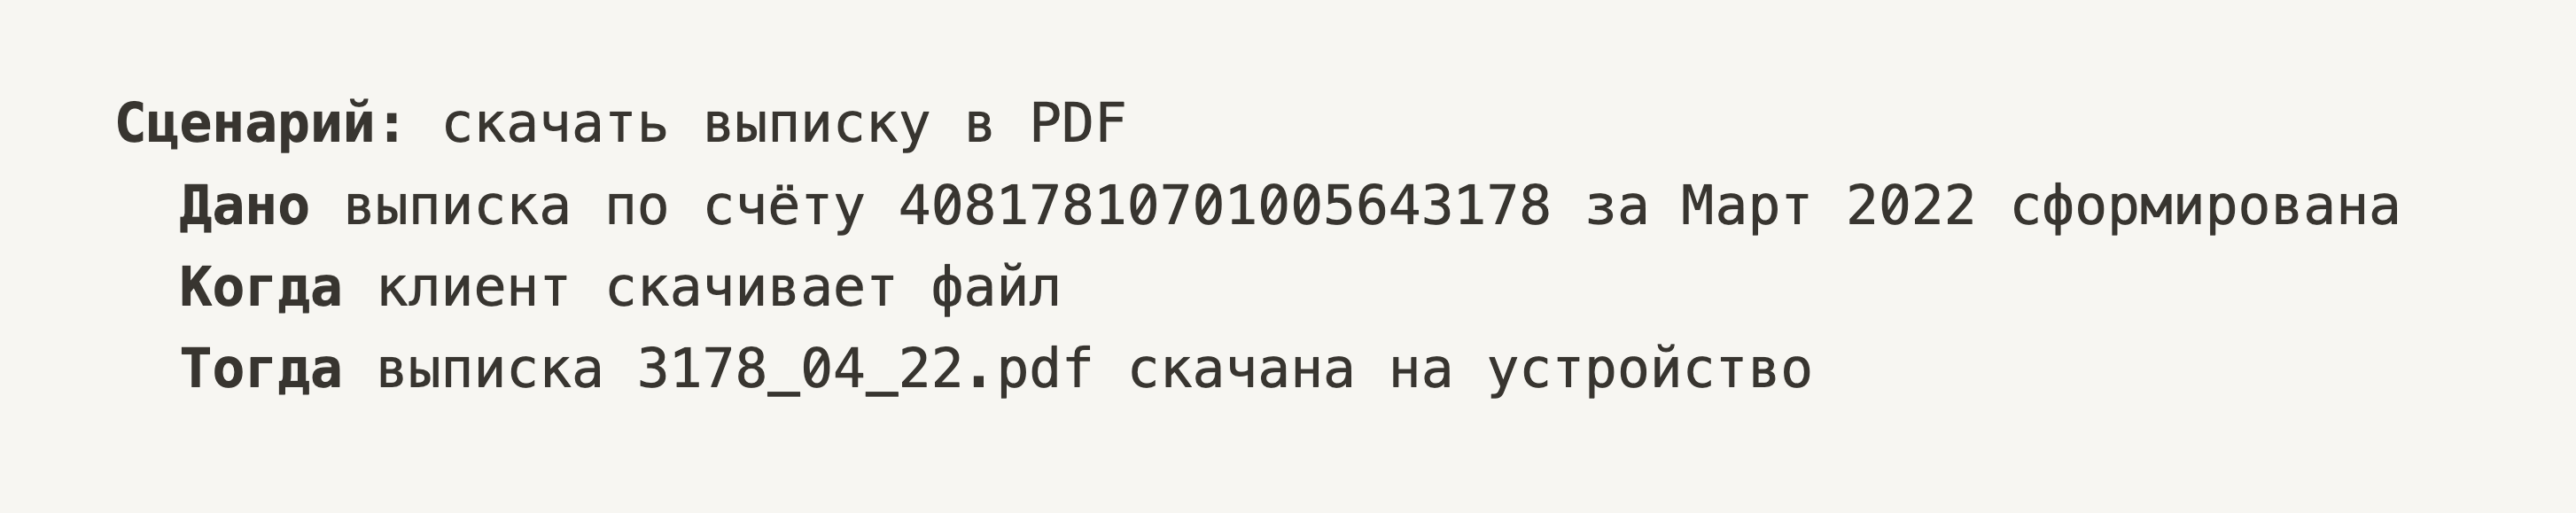 Сценарий: скачать выписку в PDF
Дано выписка по счёту 40817810701005643178 за Март 2022 сформирована
Когда клиент скачивает файл
Тогда выписка 3178_04_22.pdf скачана на устройство